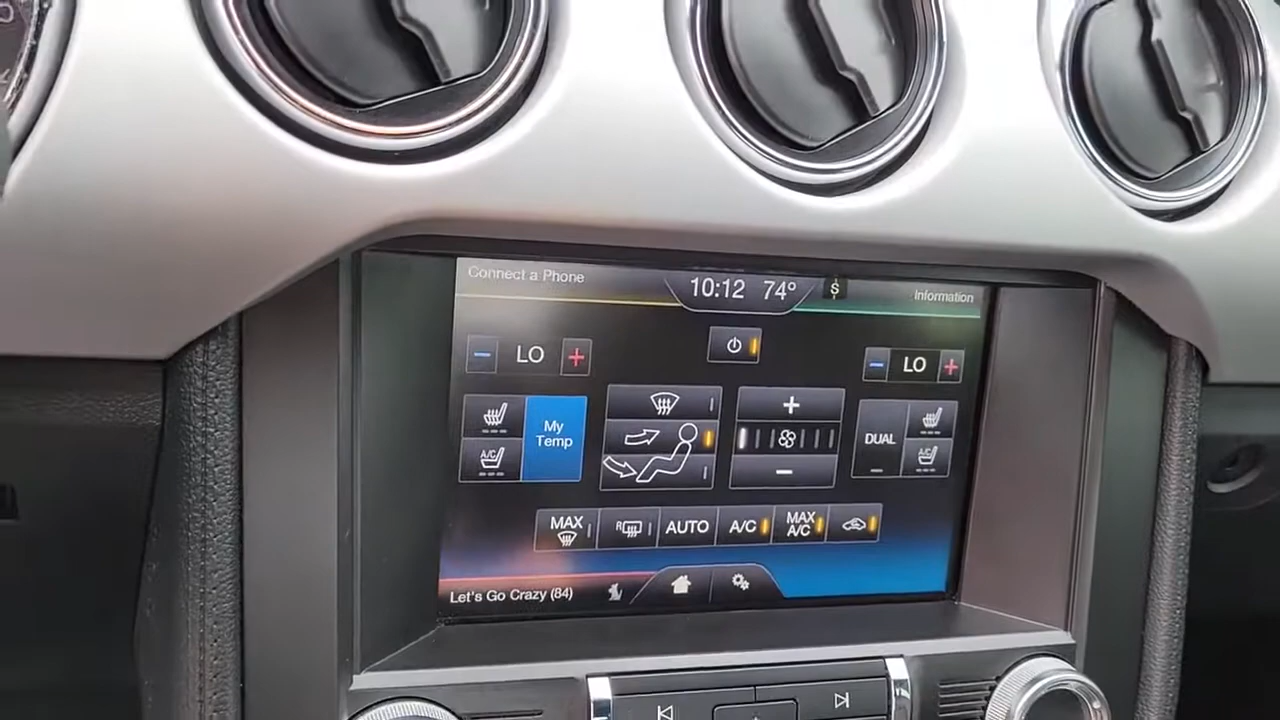 Connect a Phone
10:12 74°
S
Information
LO
LO
My
Temp
A/C
DUAL
A/C
MAX
R
AUTO
A/C
MAX
A/C
Let's Go Crazy (84)